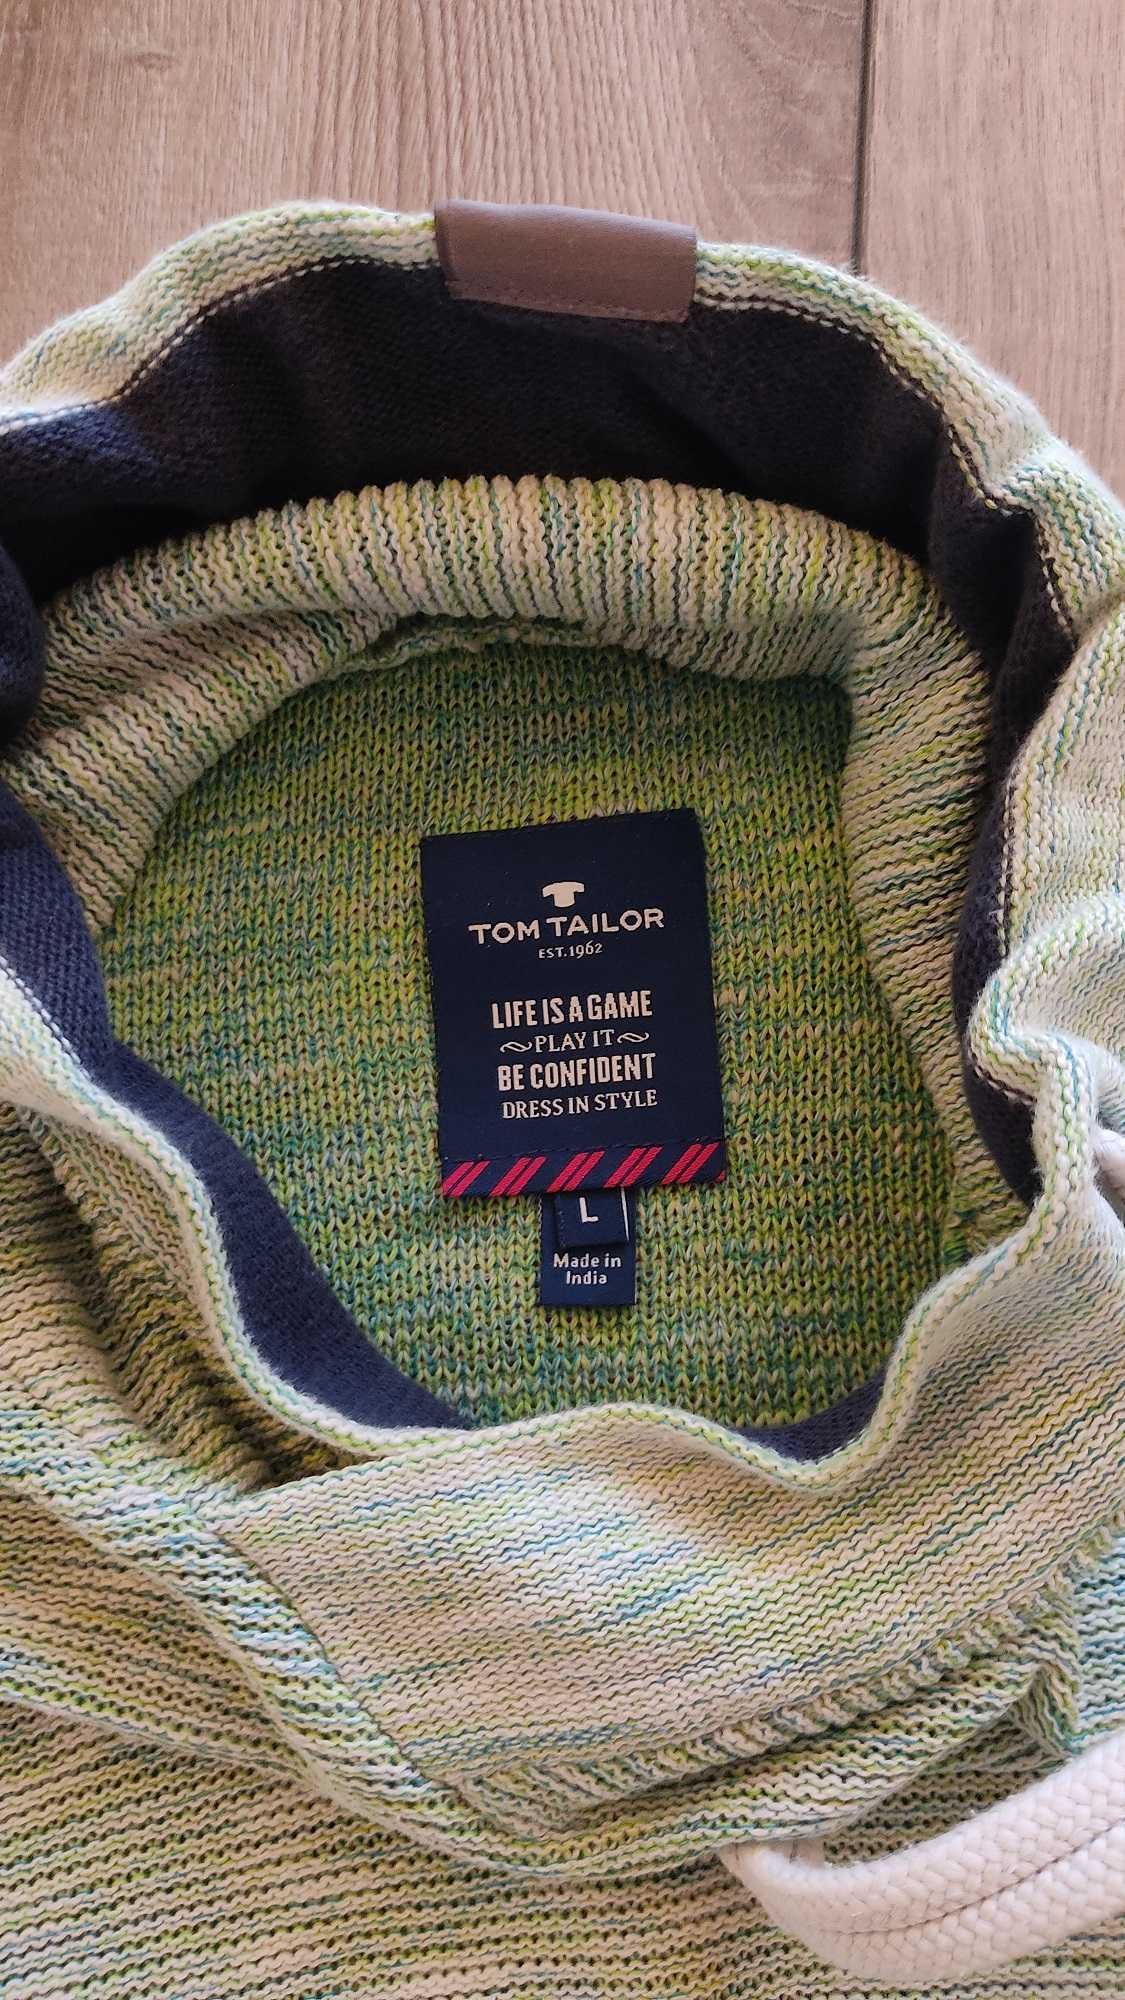 TOM TAILOR
EST.1962
LIFE IS A GAME
PLAY IT
BE CONFIDENT
DRESS IN STYLE
L
Made in
India